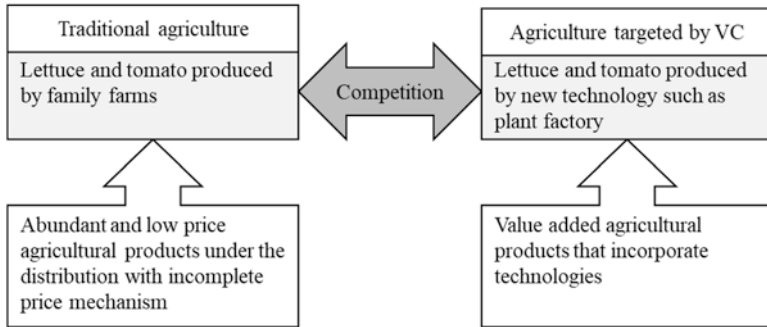 Traditional agriculture
Lettuce and tomato produced
by family farms
Competition
Agriculture targeted by VC
Lettuce and tomato produced
by new technology such as
plant factory
Abundant and low price
agricultural products under the
distribution with incomplete
price mechanism
Value added agricultural
products that incorporate
technologies